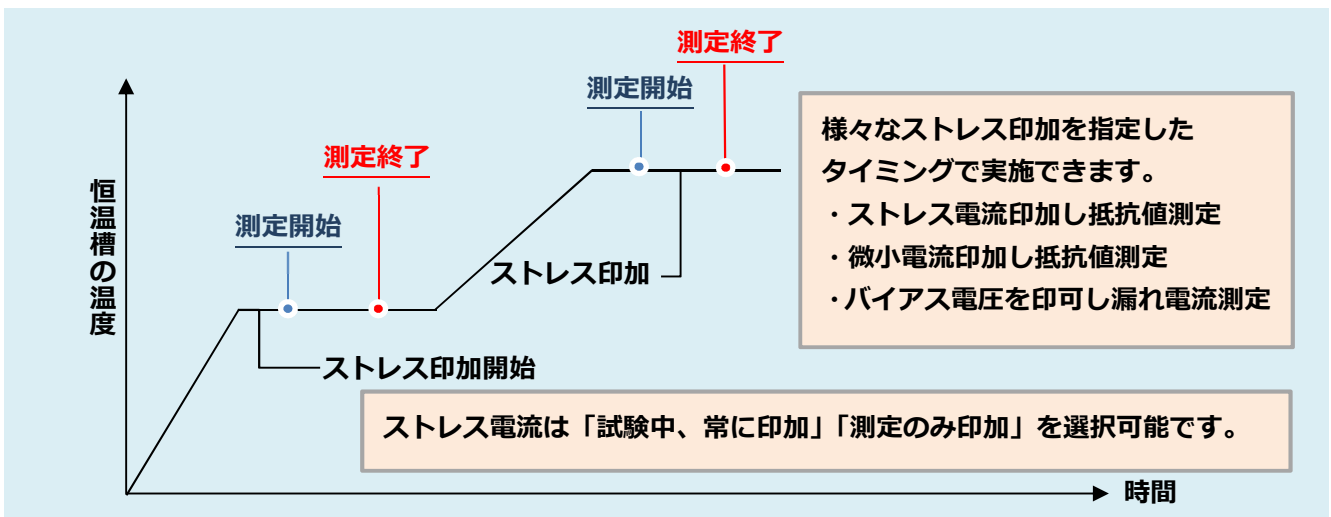 測定終了
測定開始
測定終了
測定開始
恒温槽の温度
ストレス印加
ストレス印加開始
様々なストレス印加を指定した
タイミングで実施できます。
・ストレス電流印加し抵抗値測定
・微小電流印加し抵抗値測定
・バイアス電圧を印可し漏れ電流測定
ストレス電流は「試験中、常に印加」「測定のみ印加」を選択可能です。
時間